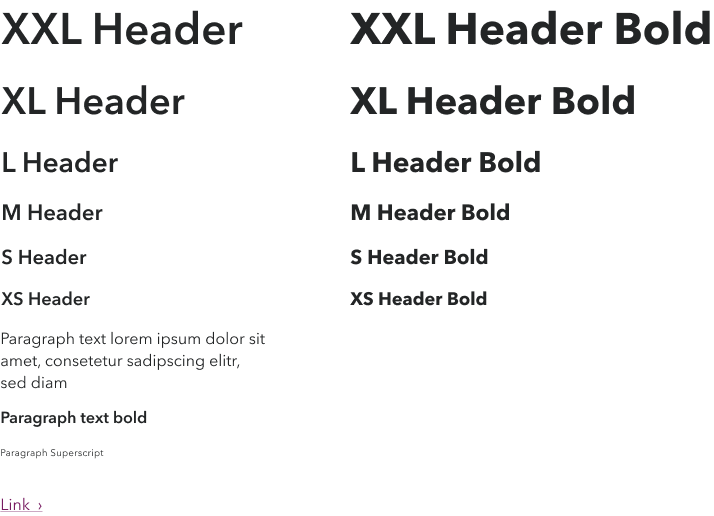 XXL Header
XXL Header Bold
XL Header
XL Header Bold
L Header
L Header Bold
M Header
M Header Bold
S Header
S Header Bold
XS Header
XS Header Bold
Paragraph text lorem ipsum dolor sit
amet, consetetur sadipscing elitr,
sed diam
Paragraph text bold
Paragraph Superscript
Link ›